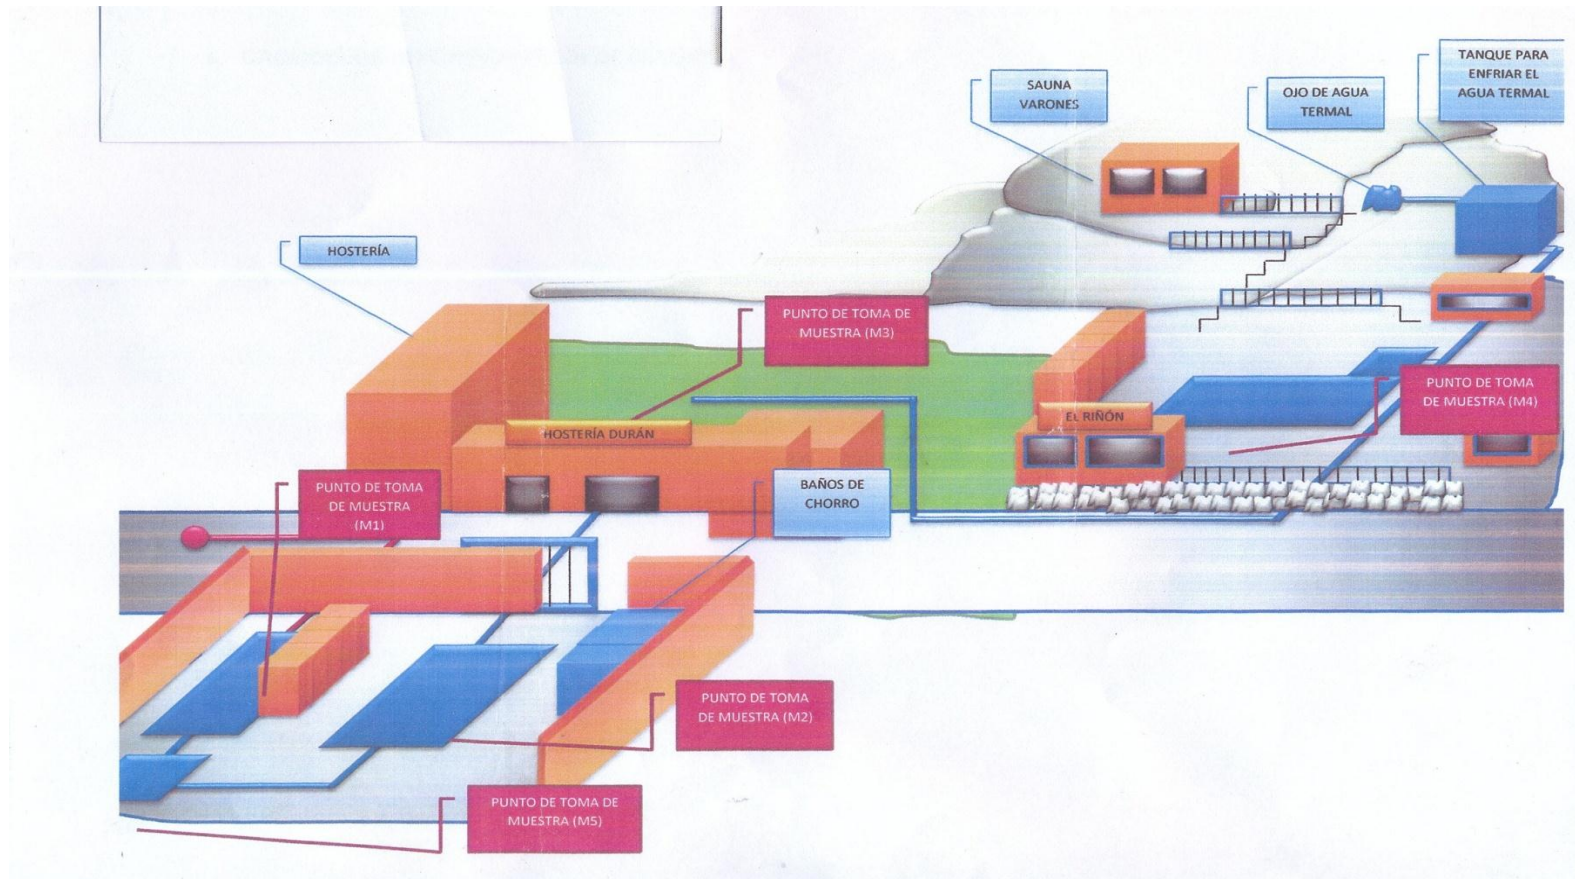 SAUNA
VARONES
OJO DE AGUA
TERMAL
TANQUE PARA
ENFRIAR EL
AGUA TERMAL
HOSTERÍA
PUNTO DE TOMA DE
MUESTRA (M3)
PUNTO DE TOMA
DE MUESTRA (M4)
EL RIÑÓN
HOSTERÍA DURÁN
PUNTO DE TOMA
DE MUESTRA
(M1)
BAÑOS DE
CHORRO
PUNTO DE TOMA
DE MUESTRA (M2)
PUNTO DE TOMA DE
MUESTRA (M5)